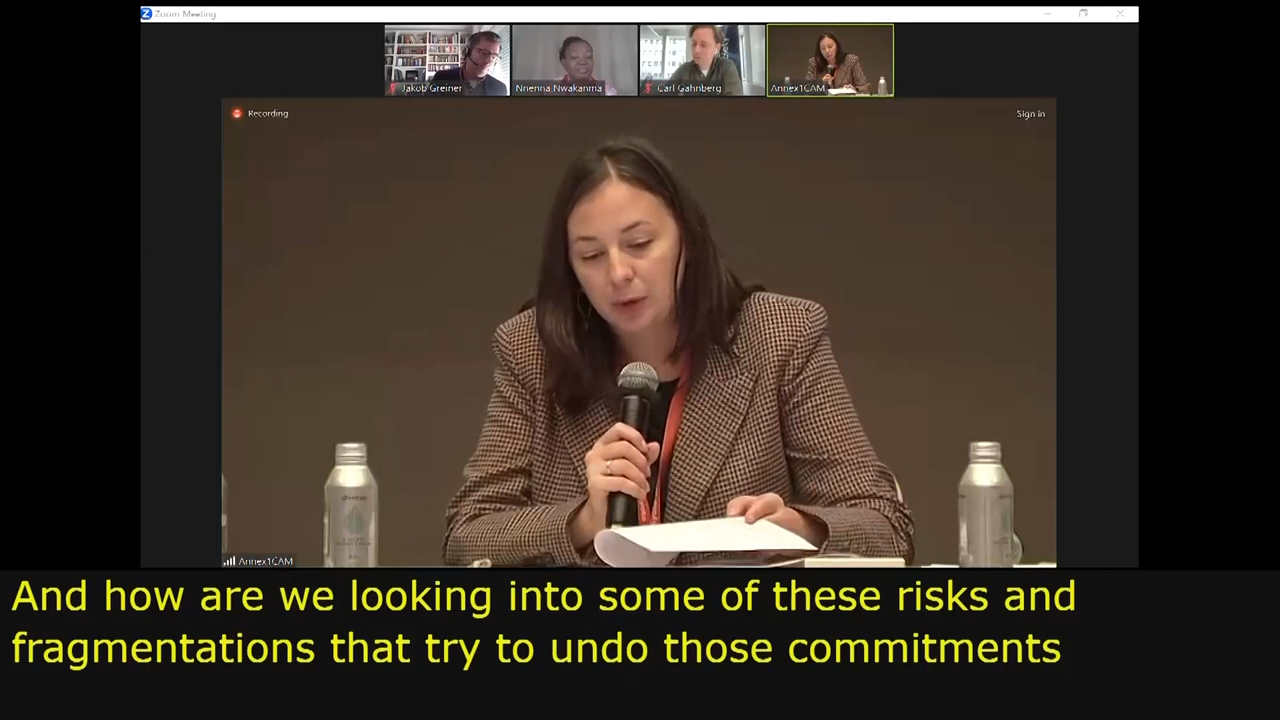 Zoom Meeting
Jakob Greiner
Nnenna Nwakanma
Carl Gahnberg
Annex1CAM
Recording
Sign in
Annex1CAM
And how are we looking into some of these risks and
fragmentations that try to undo those commitments